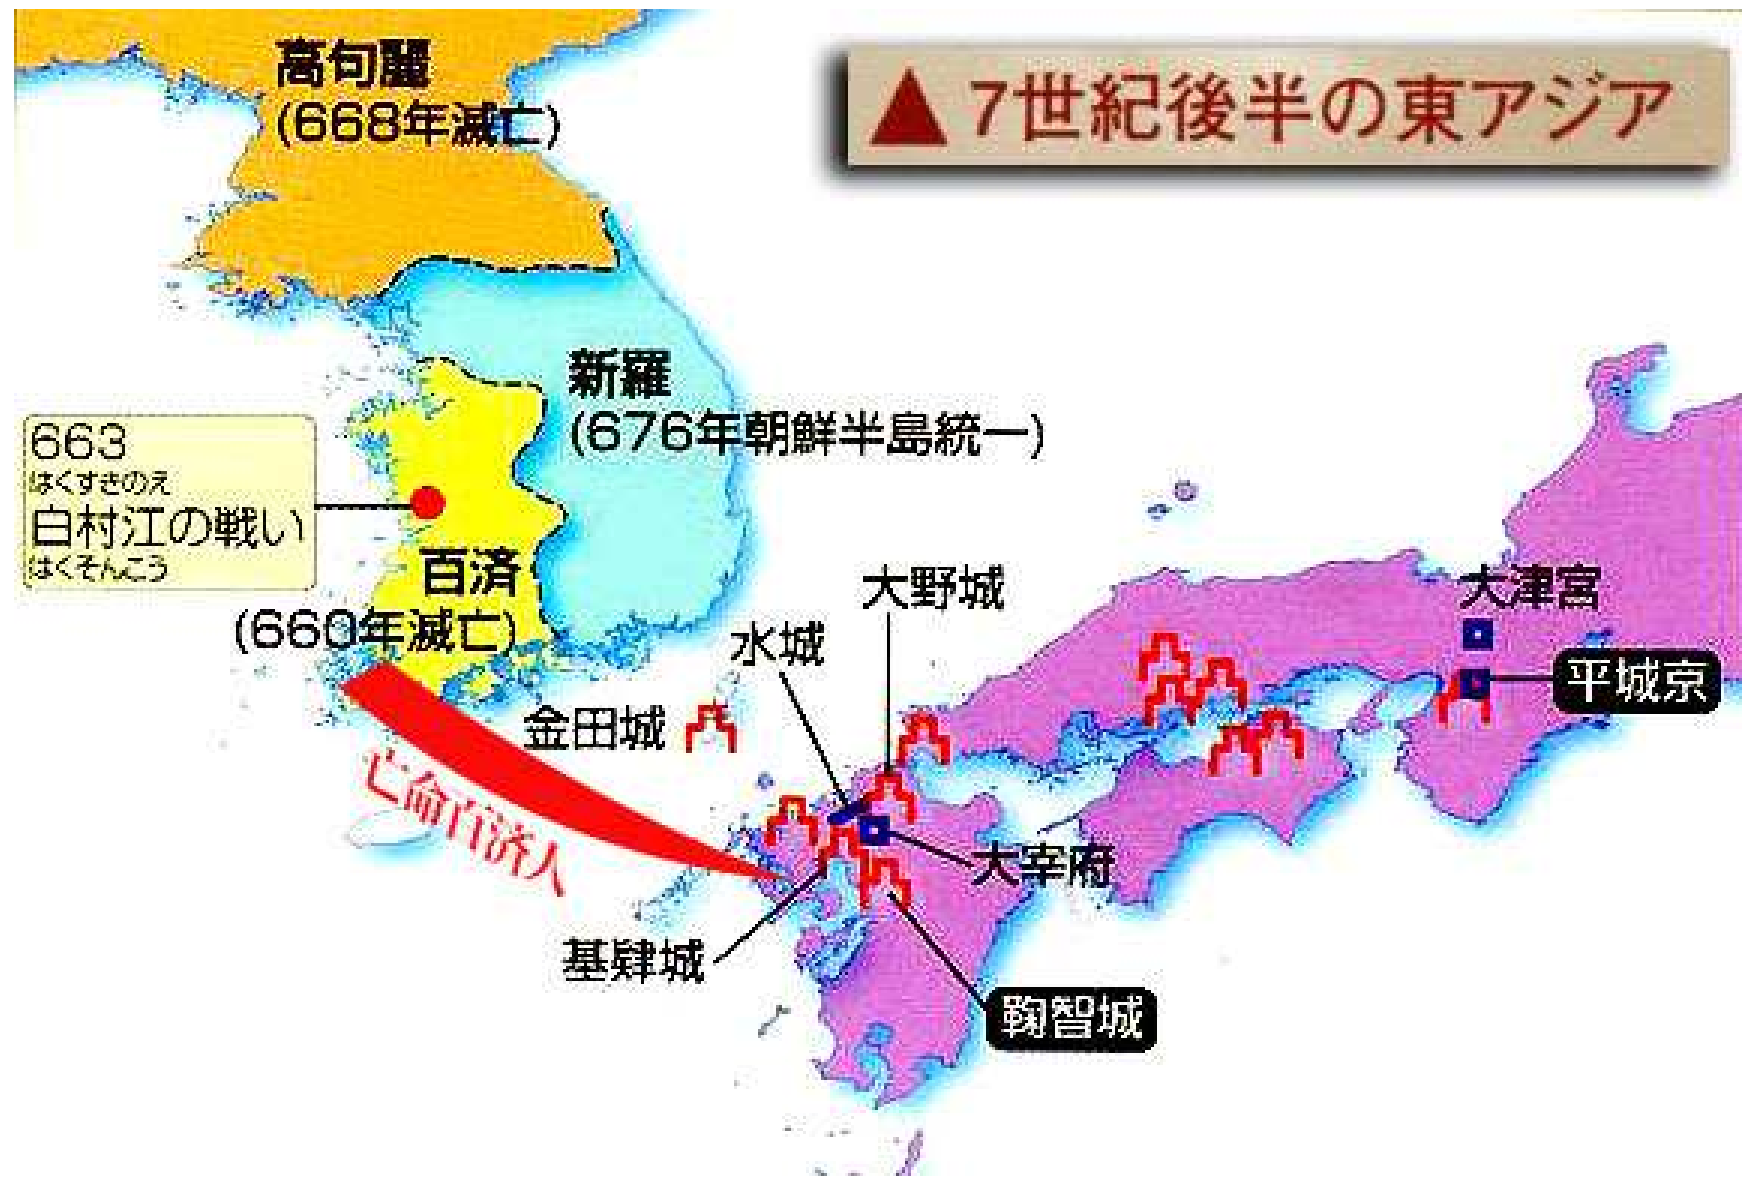 ▲7世紀後半の東アジア
高句麗
(668年滅亡)
新羅
(676年朝鮮半島統一)
663
はくすきのえ
白村江の戦い
はくそんこう
百済
(660年滅亡)
大野城
水城
金田城
大津宮
平城京
亡命百済人
大宰府
基肄城
鞠智城